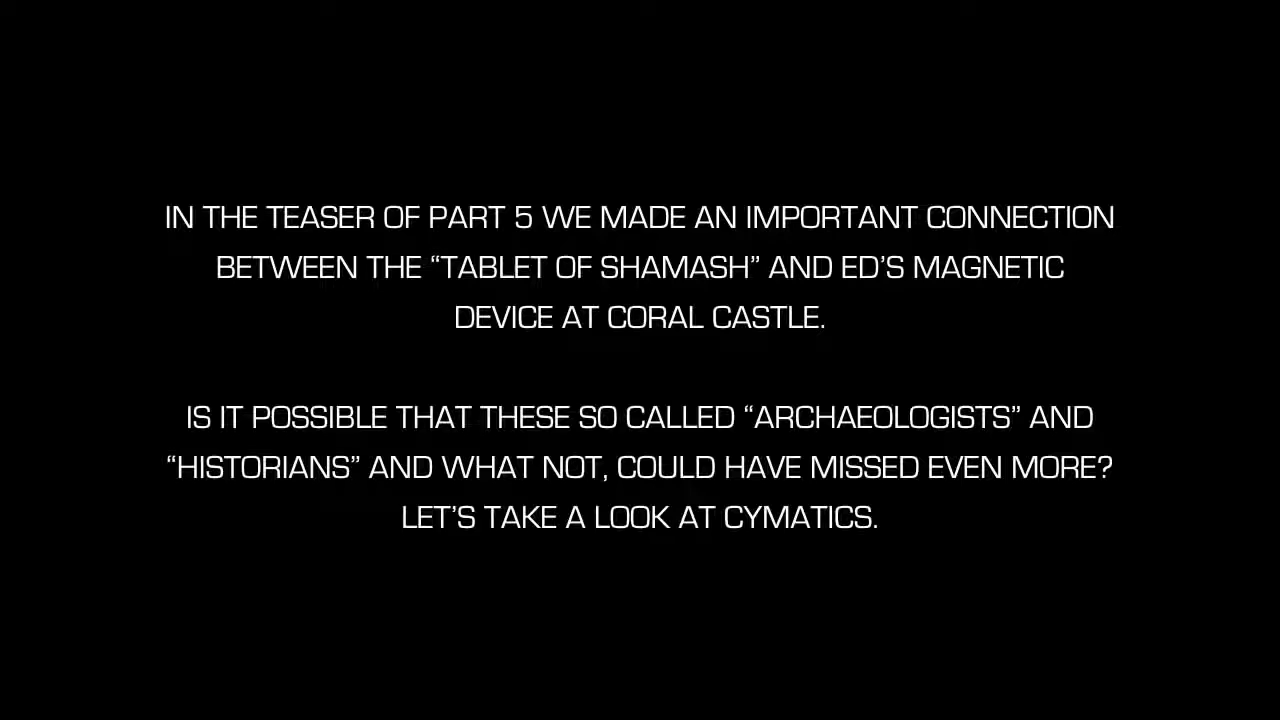 IN THE TEASER OF PART 5 WE MADE AN IMPORTANT CONNECTION
BETWEEN THE “TABLET OF SHAMASH” AND ED’S MAGNETIC
DEVICE AT CORAL CASTLE.
IS IT POSSIBLE THAT THESE SO CALLED “ARCHAEOLOGISTS” AND
“HISTORIANS” AND WHAT NOT, COULD HAVE MISSED EVEN MORE?
LET’S TAKE A LOOK AT CYMATICS.